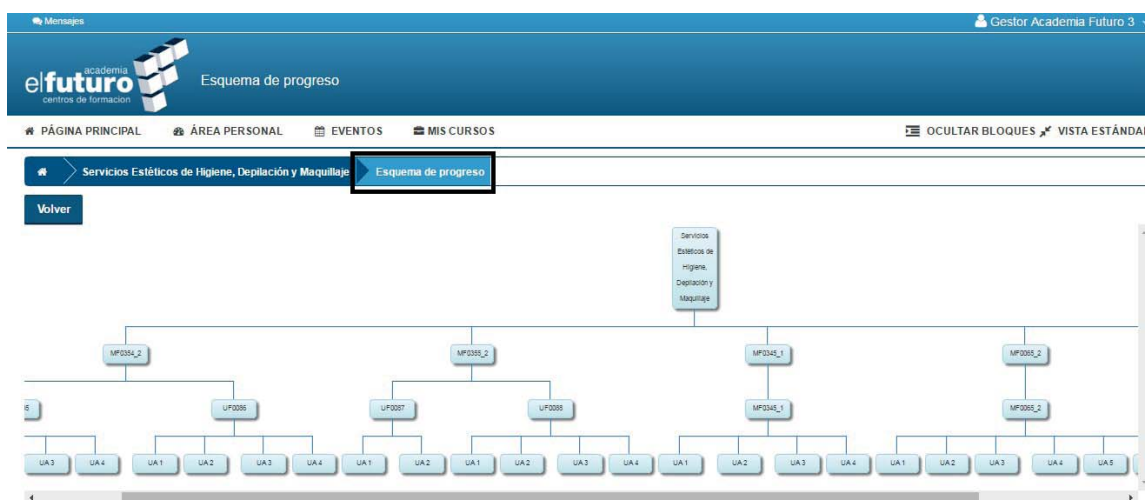 Mensajes
Gestor Academia Futuro 3
academia
elfuturo
centros de formacion
Esquema de progreso
PÁGINA PRINCIPAL ÁREA PERSONAL EVENTOS MIS CURSOS
OCULTAR BLOQUES VISTA ESTÁNDA
Servicios Estéticos de Higiene, Depilación y Maquillaje Esquema de progreso
Volver
Servicios
Estéticos de
Higiene,
Depilación y
Maquillaje
MF0354_2 MF0355_2 MF0345_1 MF0065_2
UF0086 UF0087 UF0088 MF0345_1 MF0065_2
UA 3 UA 4 UA 1 UA 2 UA 3 UA 4 UA 1 UA 2 UA 1 UA 2 UA 3 UA 4 UA 1 UA 2 UA 3 UA 4 UA 1 UA 2 UA 3 UA 4 UA 5